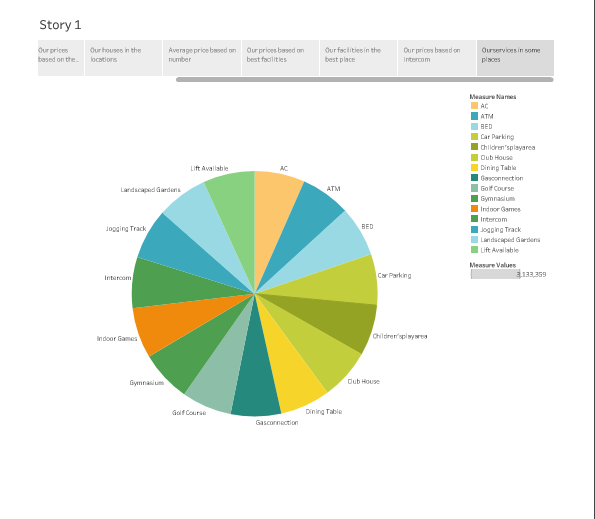 Story 1
Our prices
based on the...
Our houses in the
locations
Average price based on
number
Our prices based on
best facilities
Our facilities in the
best place
Our prices based on
intercom
Our services in some
places
Measure Names
AC
ATM
BED
Car Parking
Children'splayarea
Club House
Dining Table
Gasconnection
Golf Course
Gymnasium
Indoor Games
Intercom
Jogging Track
Landscaped Gardens
Lift Available
Measure Values
3,133,359
Lift Available
AC
Landscaped Gardens
ATM
Jogging Track
BED
Intercom
Car Parking
Indoor Games
Children'splayarea
Gymnasium
Club House
Golf Course
Dining Table
Gasconnection